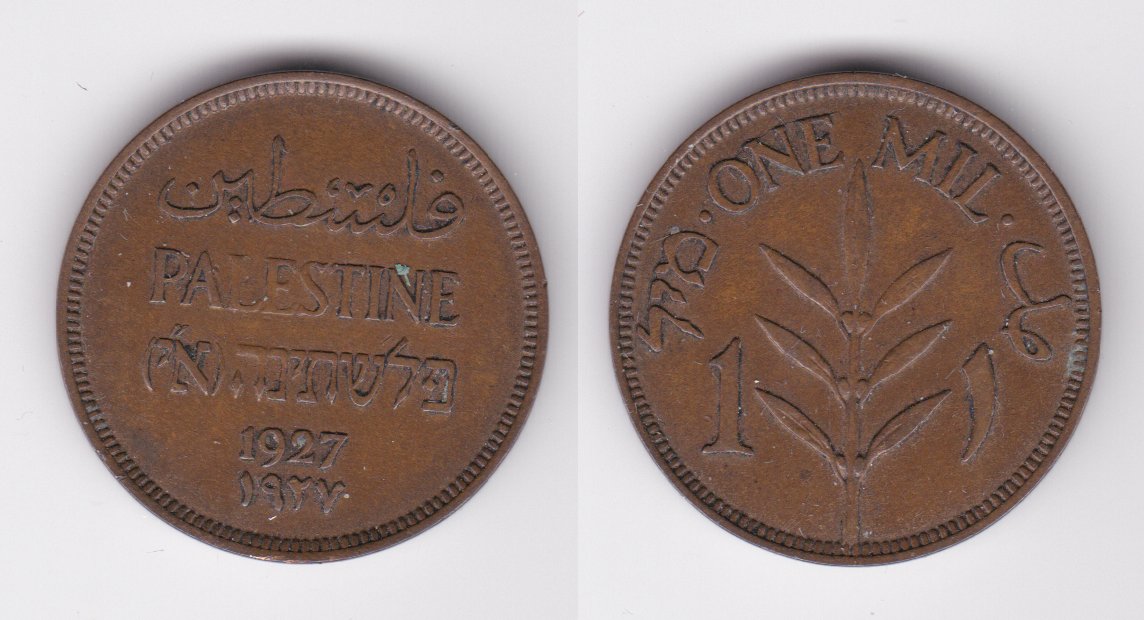 فلسطين
PALESTINE
פלשתינה (א״י)
1927
١٩٢٧
· ONE MIL ·
מיל
مل
1
١